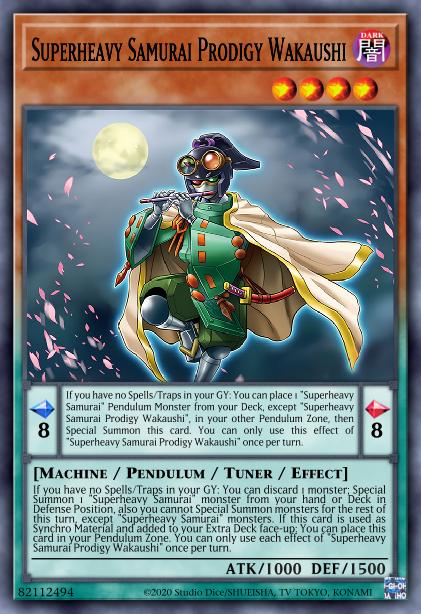 Superheavy Samurai Prodigy Wakaushi
DARK
闇
If you have no Spells/Traps in your GY: You can place 1 "Superheavy
Samurai" Pendulum Monster from your Deck, except "Superheavy
Samurai Prodigy Wakaushi", in your other Pendulum Zone, then
Special Summon this card. You can only use this effect of
"Superheavy Samurai Prodigy Wakaushi" once per turn.
8
8
[Machine / Pendulum / Tuner / Effect]
If you have no Spells/Traps in your GY: You can discard 1 monster; Special
Summon 1 "Superheavy Samurai" monster from your hand or Deck in
Defense Position, also you cannot Special Summon monsters for the rest of
this turn, except "Superheavy Samurai" monsters. If this card is used as
Synchro Material and added to your Extra Deck face-up: You can place this
card in your Pendulum Zone. You can only use each effect of "Superheavy
Samurai Prodigy Wakaushi" once per turn.
ATK/1000 DEF/1500
82112494
©2020 Studio Dice/SHUEISHA, TV TOKYO, KONAMI